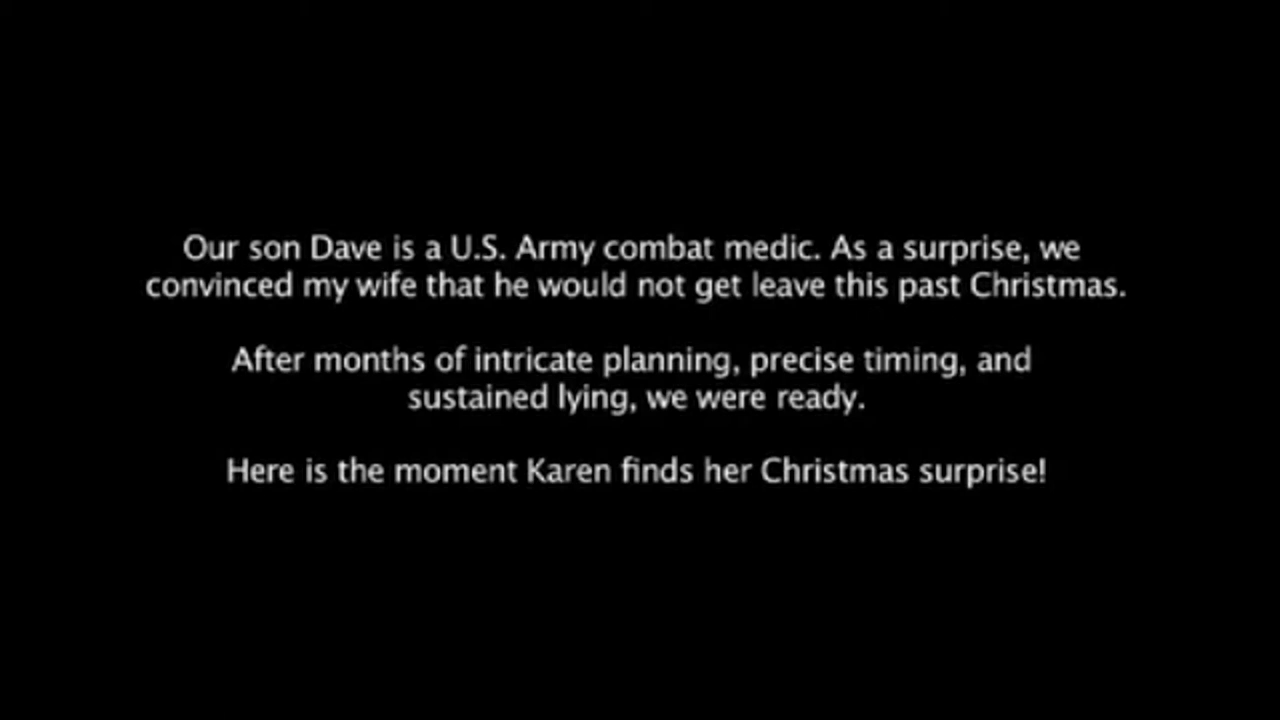 Our son Dave is a U.S. Army combat medic. As a surprise, we
convinced my wife that he would not get leave this past Christmas.
After months of intricate planning, precise timing, and
sustained lying, we were ready.
Here is the moment Karen finds her Christmas surprise!